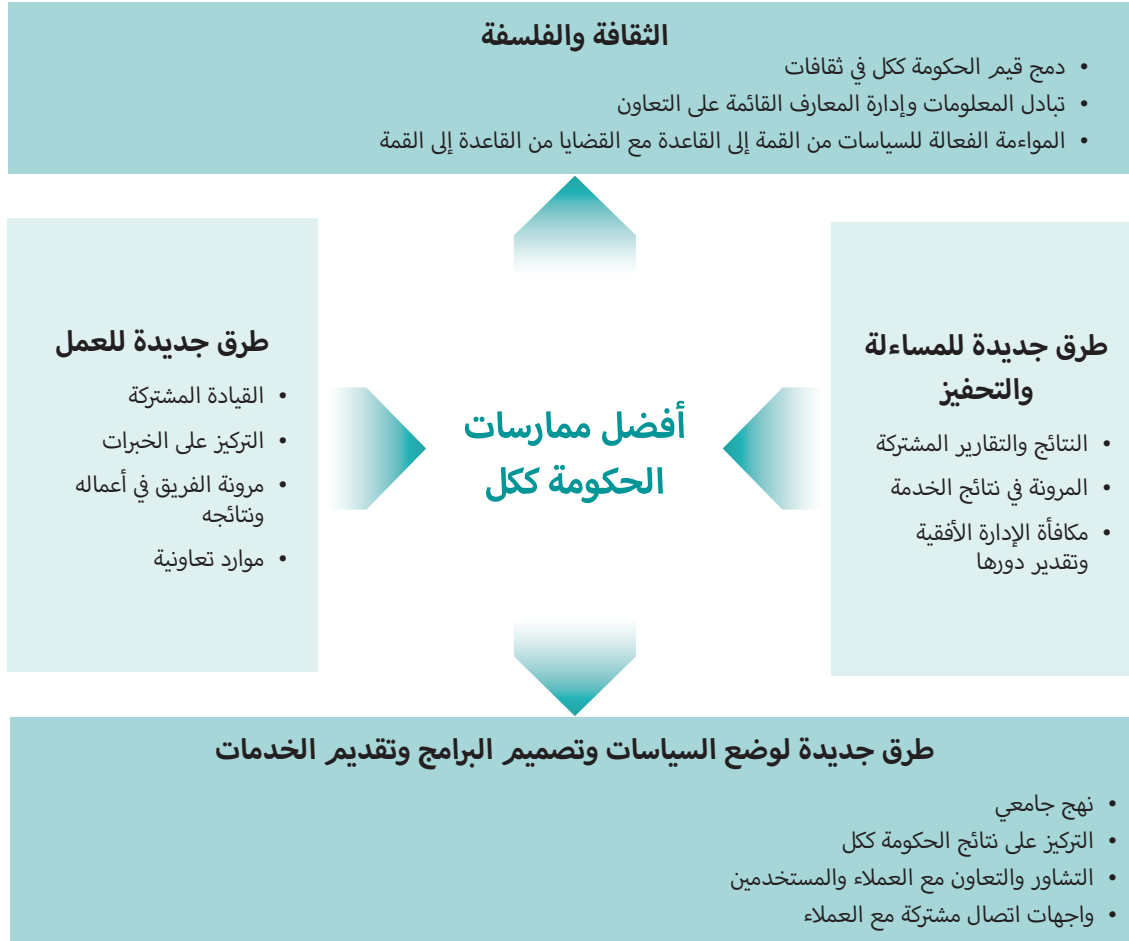 الثقافة والفلسفة
• دمج قيم الحكومة ككل في ثقافات
• تبادل المعلومات وإدارة المعارف القائمة على التعاون
• المواءمة الفعالة للسياسات من القمة إلى القاعدة مع القضايا من القاعدة إلى القمة
طرق جديدة للمساءلة
والتحفيز
• النتائج والتقارير المشتركة
• المرونة في نتائج الخدمة
• مكافأة الإدارة الأفقية
وتقدير دورها
أفضل ممارسات
الحكومة ككل
طرق جديدة للعمل
• القيادة المشتركة
• التركيز على الخبرات
• مرونة الفريق في أعماله
ونتائجه
• موارد تعاونية
طرق جديدة لوضع السياسات وتصميم البرامج وتقديم الخدمات
• نهج جامعي
• التركيز على نتائج الحكومة ككل
• التشاور والتعاون مع العملاء والمستخدمين
• واجهات اتصال مشتركة مع العملاء